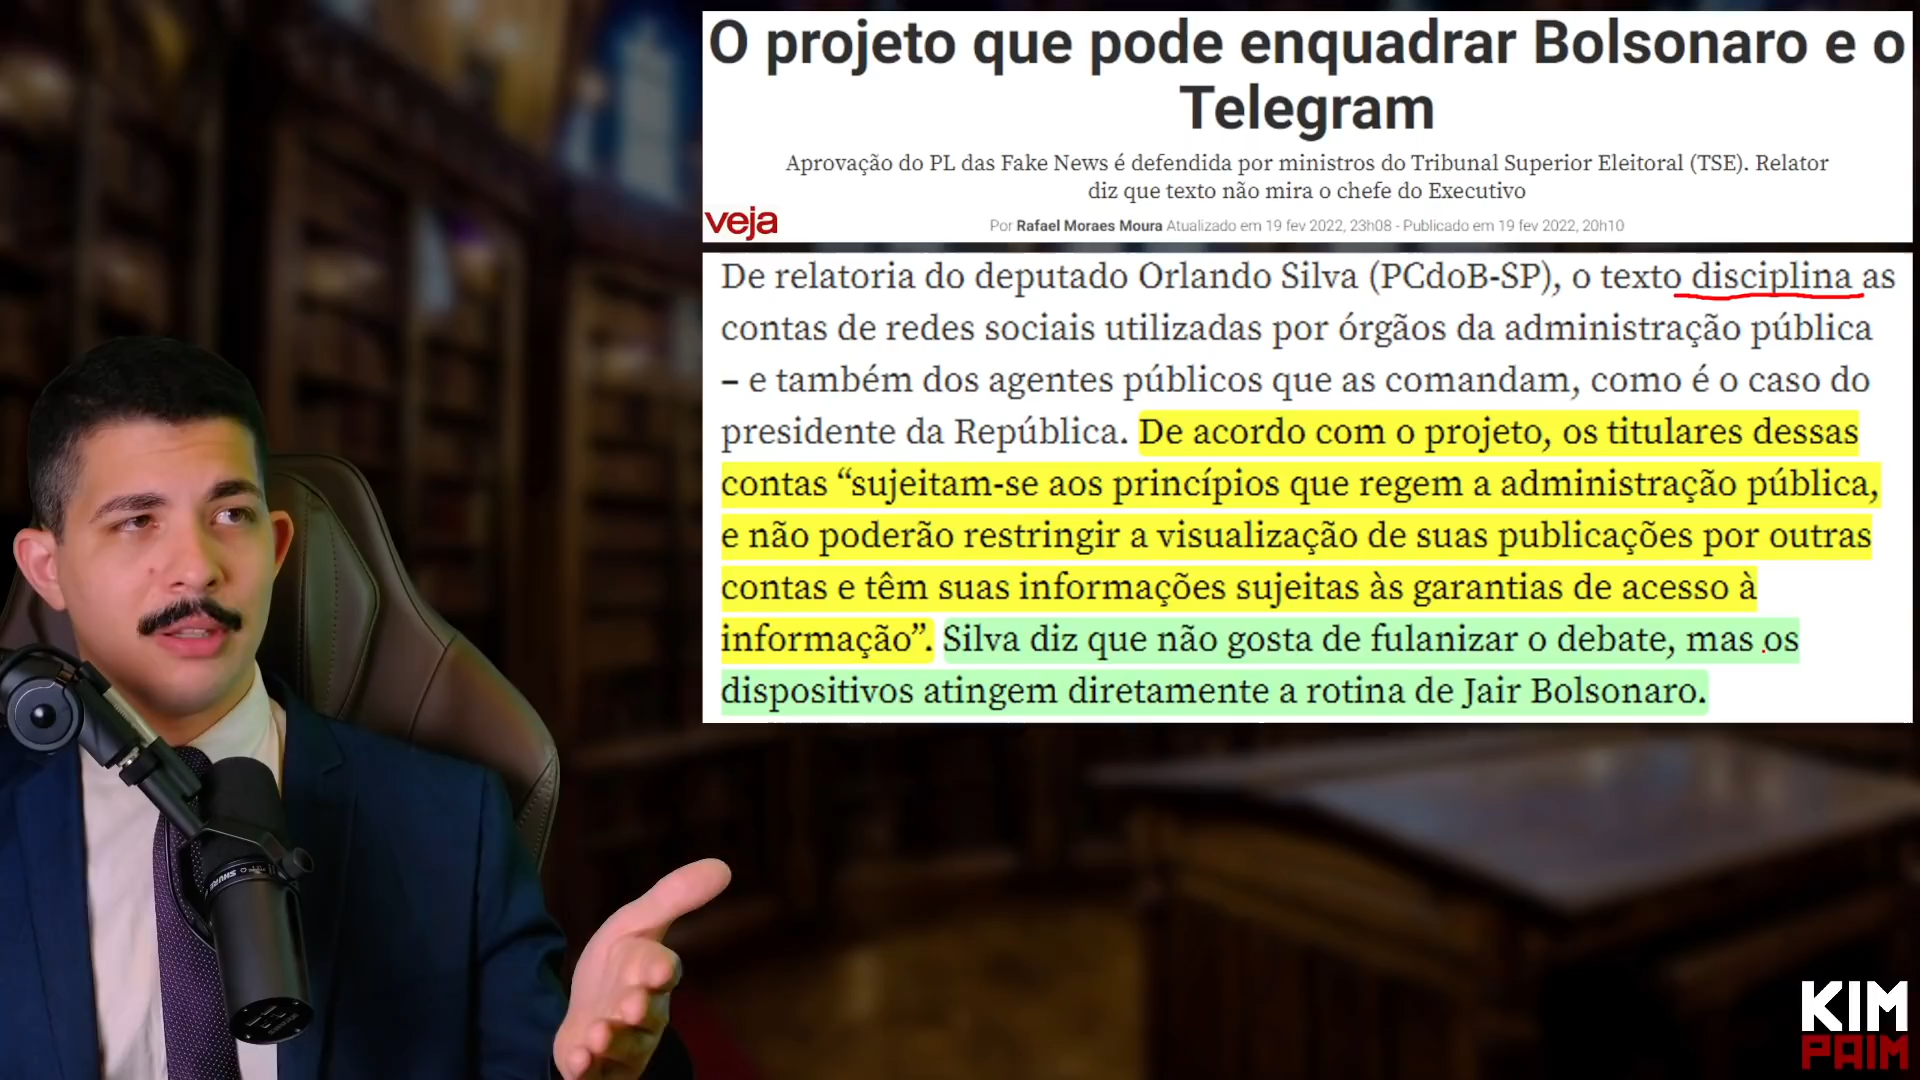 O projeto que pode enquadrar Bolsonaro e o
Telegram
Aprovação do PL das Fake News é defendida por ministros do Tribunal Superior Eleitoral (TSE). Relator
diz que texto não mira o chefe do Executivo
veja
Por Rafael Moraes Moura Atualizado em 19 fev 2022, 23h08 - Publicado em 19 fev 2022, 20h10
De relatoria do deputado Orlando Silva (PCdoB-SP), o texto disciplina as
contas de redes sociais utilizadas por órgãos da administração pública
– e também dos agentes públicos que as comandam, como é o caso do
presidente da República. De acordo com o projeto, os titulares dessas
contas “sujeitam-se aos princípios que regem a administração pública,
e não poderão restringir a visualização de suas publicações por outras
contas e têm suas informações sujeitas às garantias de acesso à
informação”. Silva diz que não gosta de fulanizar o debate, mas os
dispositivos atingem diretamente a rotina de Jair Bolsonaro.
SHURE
KIM
PAIM